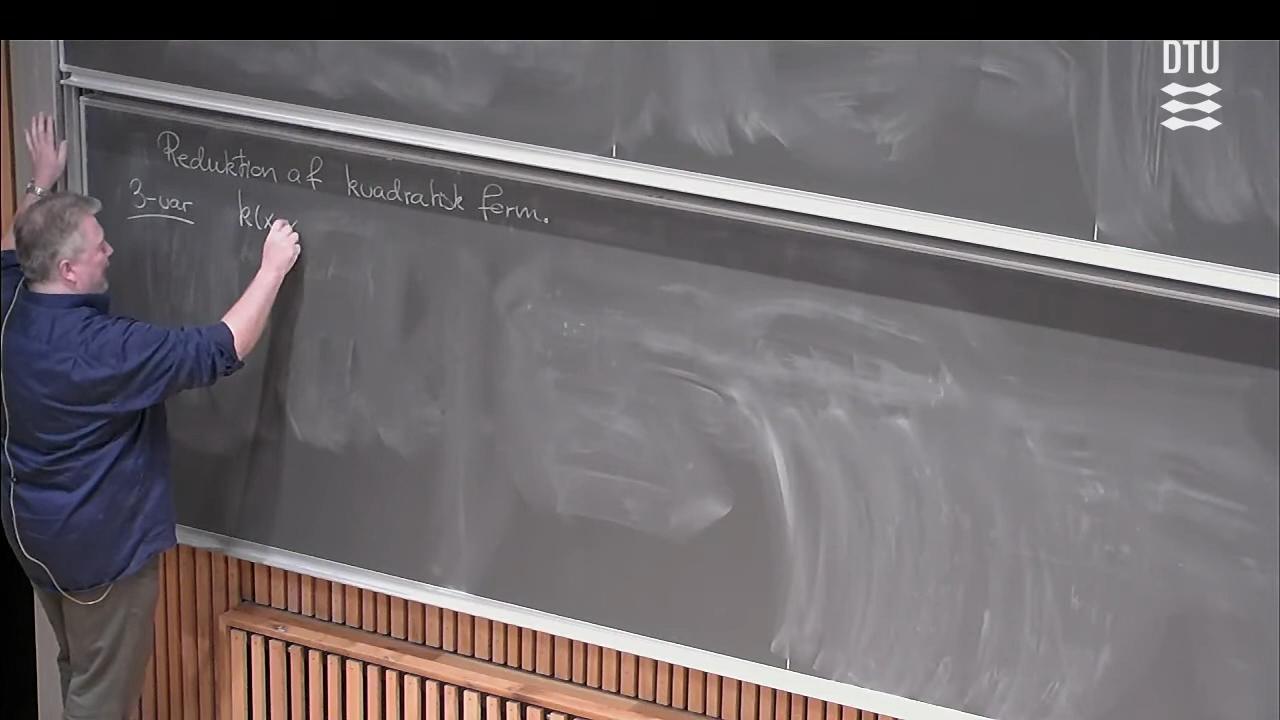 DTU
Reduktion af kvadratisk form.
3-var k(x,